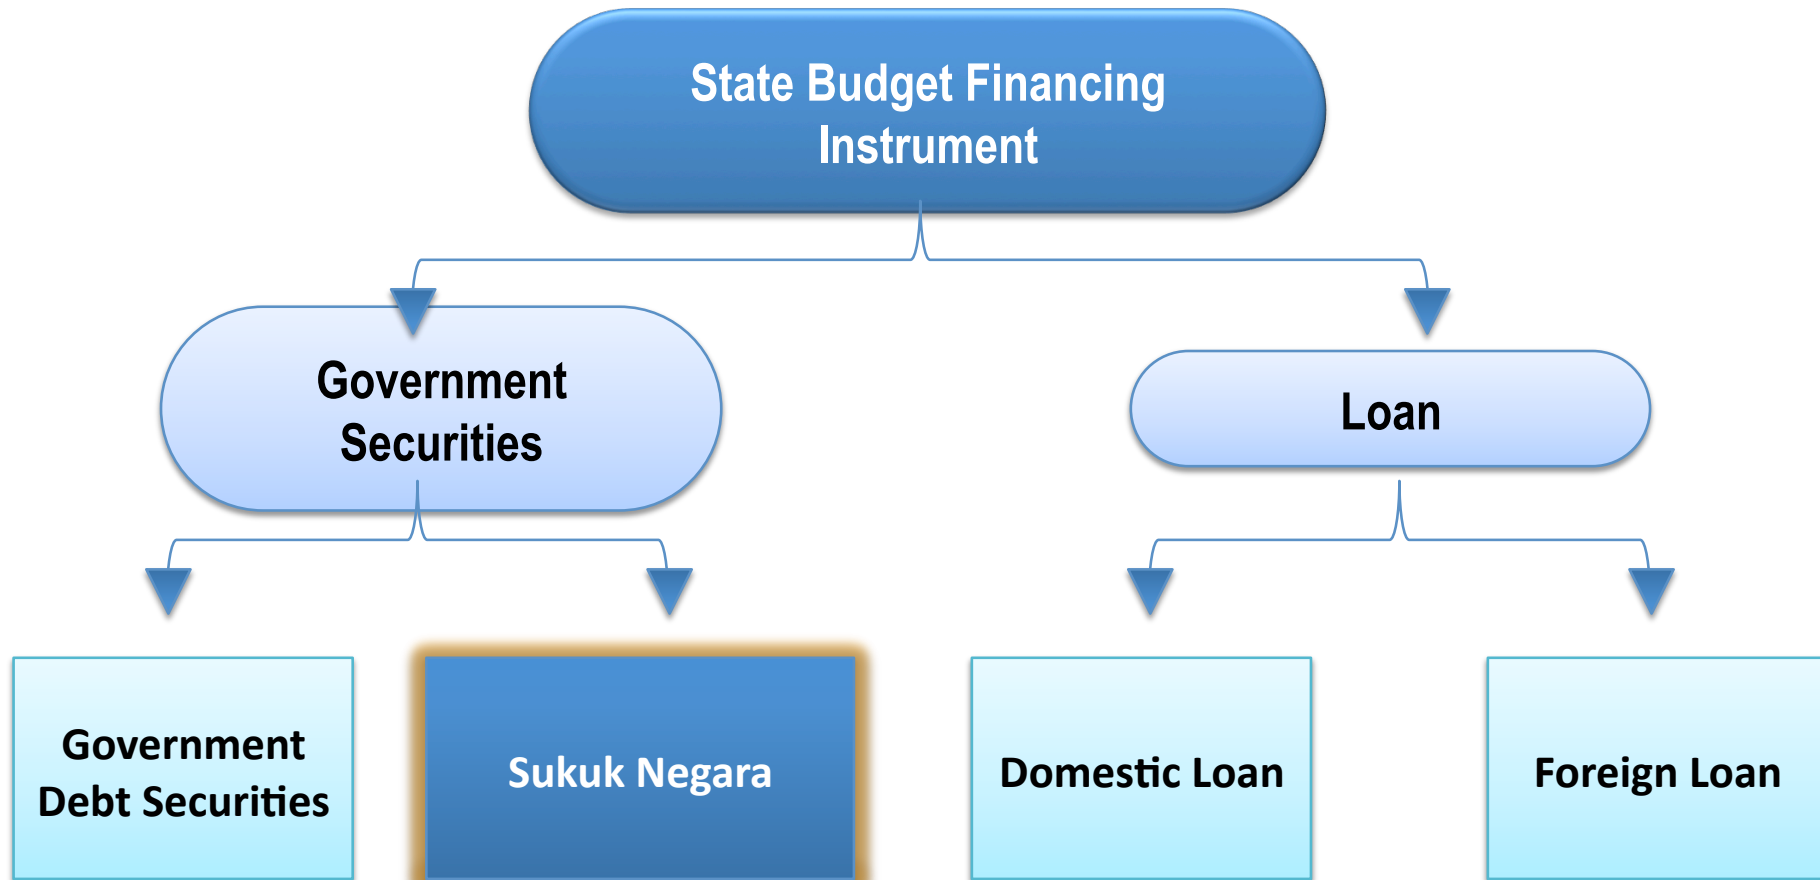 State Budget Financing
Instrument
Government
Securities
Loan
Government
Debt Securities
Sukuk Negara
Domestic Loan
Foreign Loan